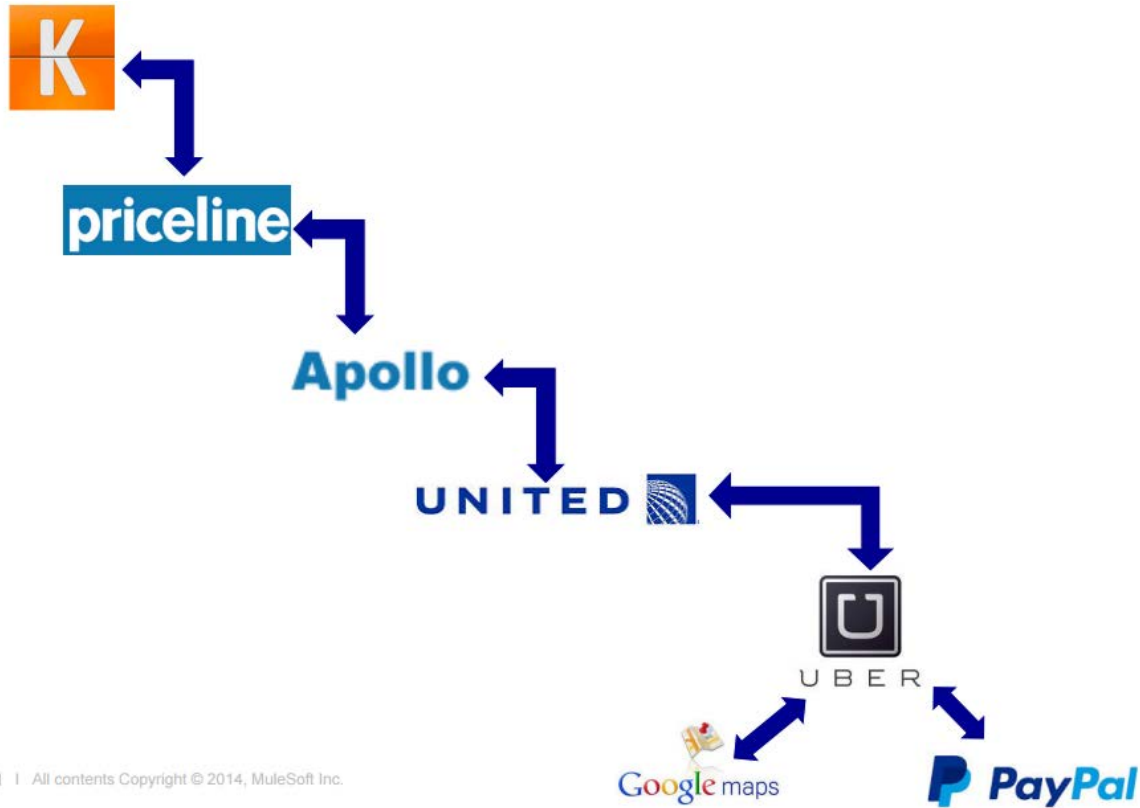 K
priceline
Apollo
UNITED
U
UBER
Google maps
PayPal
I All contents Copyright © 2014, MuleSoft Inc.